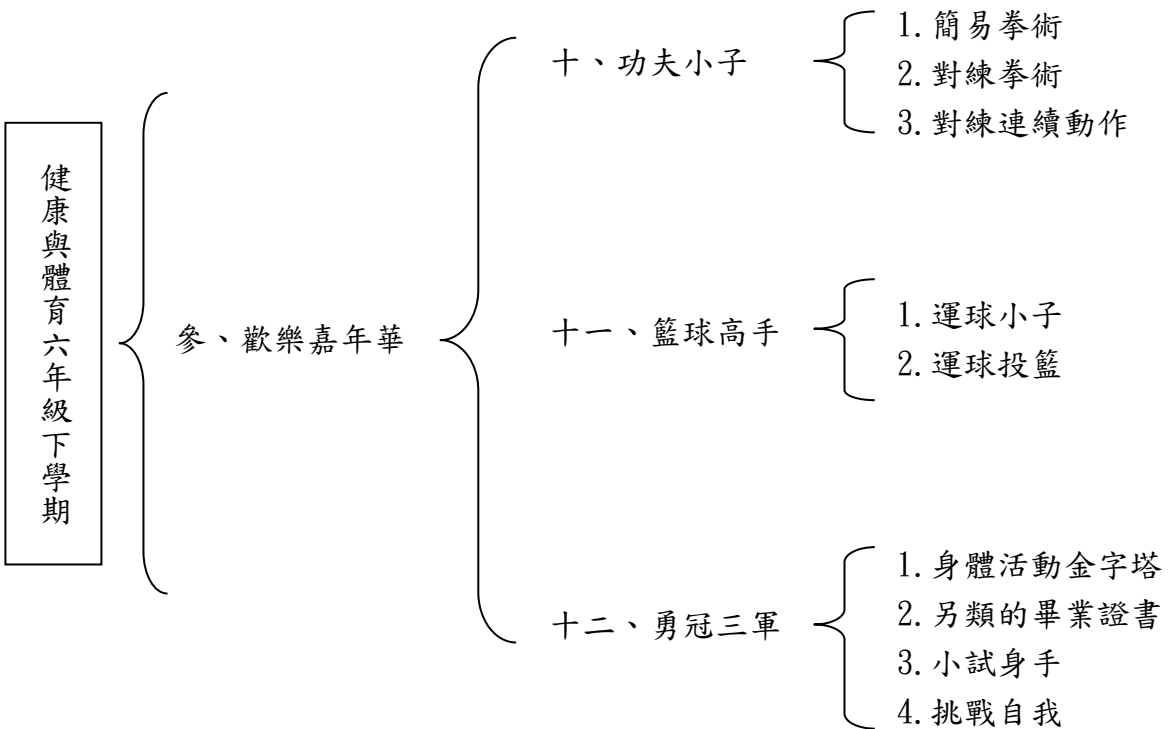 健康與體育六年級下學期
參、歡樂嘉年華
十、功夫小子
1.簡易拳術
2.對練拳術
3.對練連續動作
十一、籃球高手
1.運球小子
2.運球投籃
十二、勇冠三軍
1.身體活動金字塔
2.另類的畢業證書
3.小試身手
4.挑戰自我